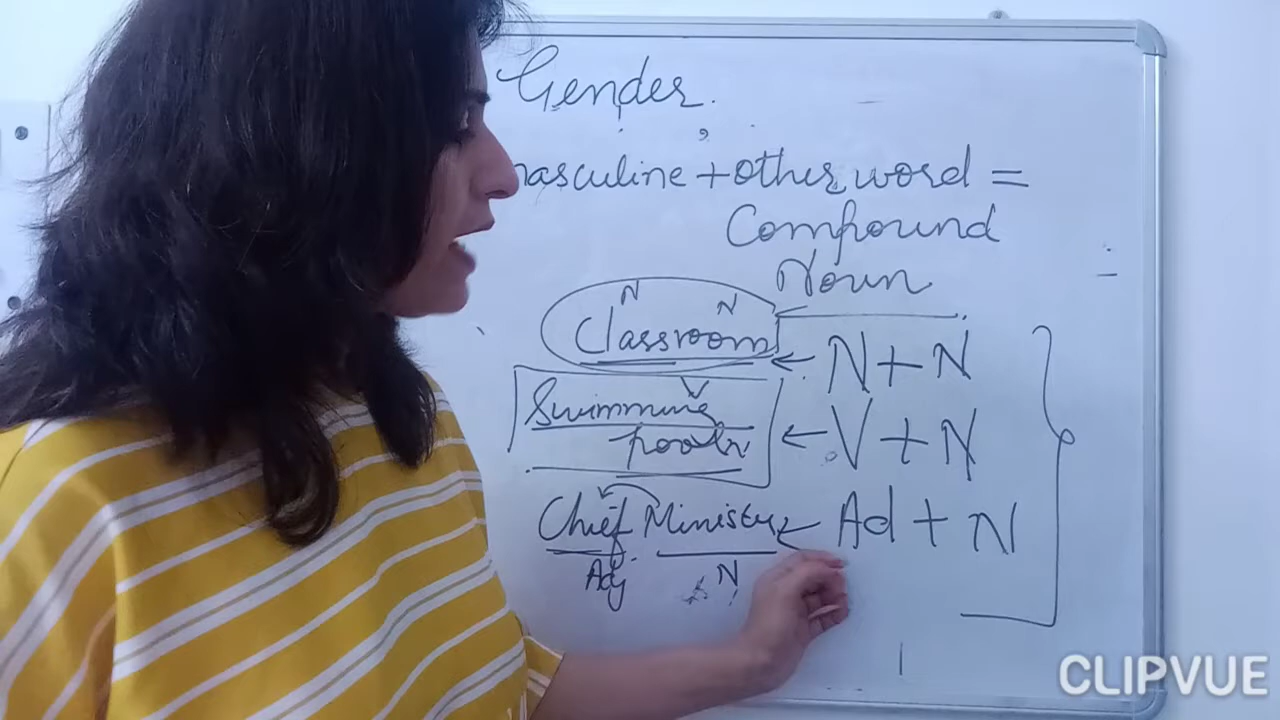 Gender.
masculine + other word =
Compound
Noun
N N
Classroom ← N + N
Swimming
pool ← V + N
Chief Minister ← Ad + N
Adj N
CLIPVUE